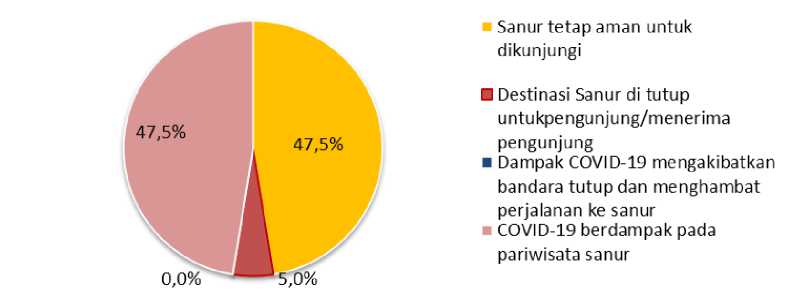 47,5%
47,5%
0,0%
5,0%
Sanur tetap aman untuk
dikunjungi
Destinasi Sanur di tutup
untukpengunjung/menerima
pengunjung
Dampak COVID-19 mengakibatkan
bandara tutup dan menghambat
perjalanan ke sanur
COVID-19 berdampak pada
pariwisata sanur